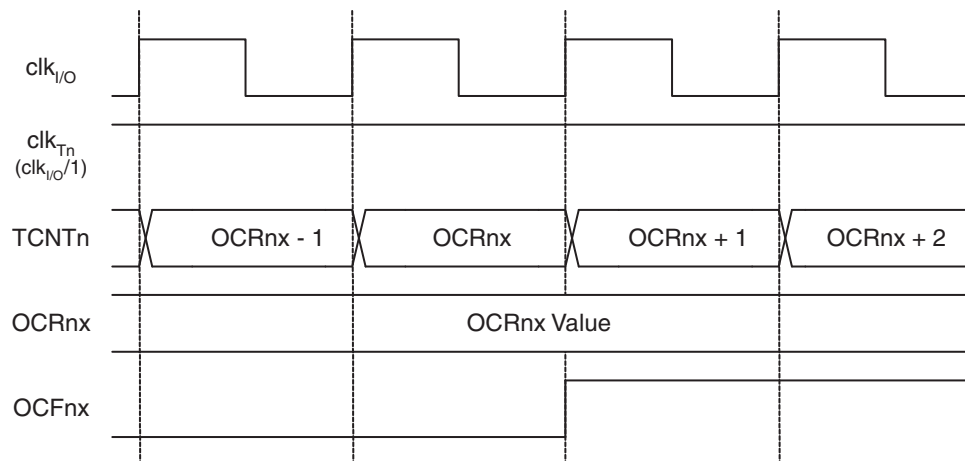 clkI/O
clkTn
(clkI/O/1)
TCNTn OCRnx - 1 OCRnx OCRnx + 1 OCRnx + 2
OCRnx OCRnx Value
OCFnx